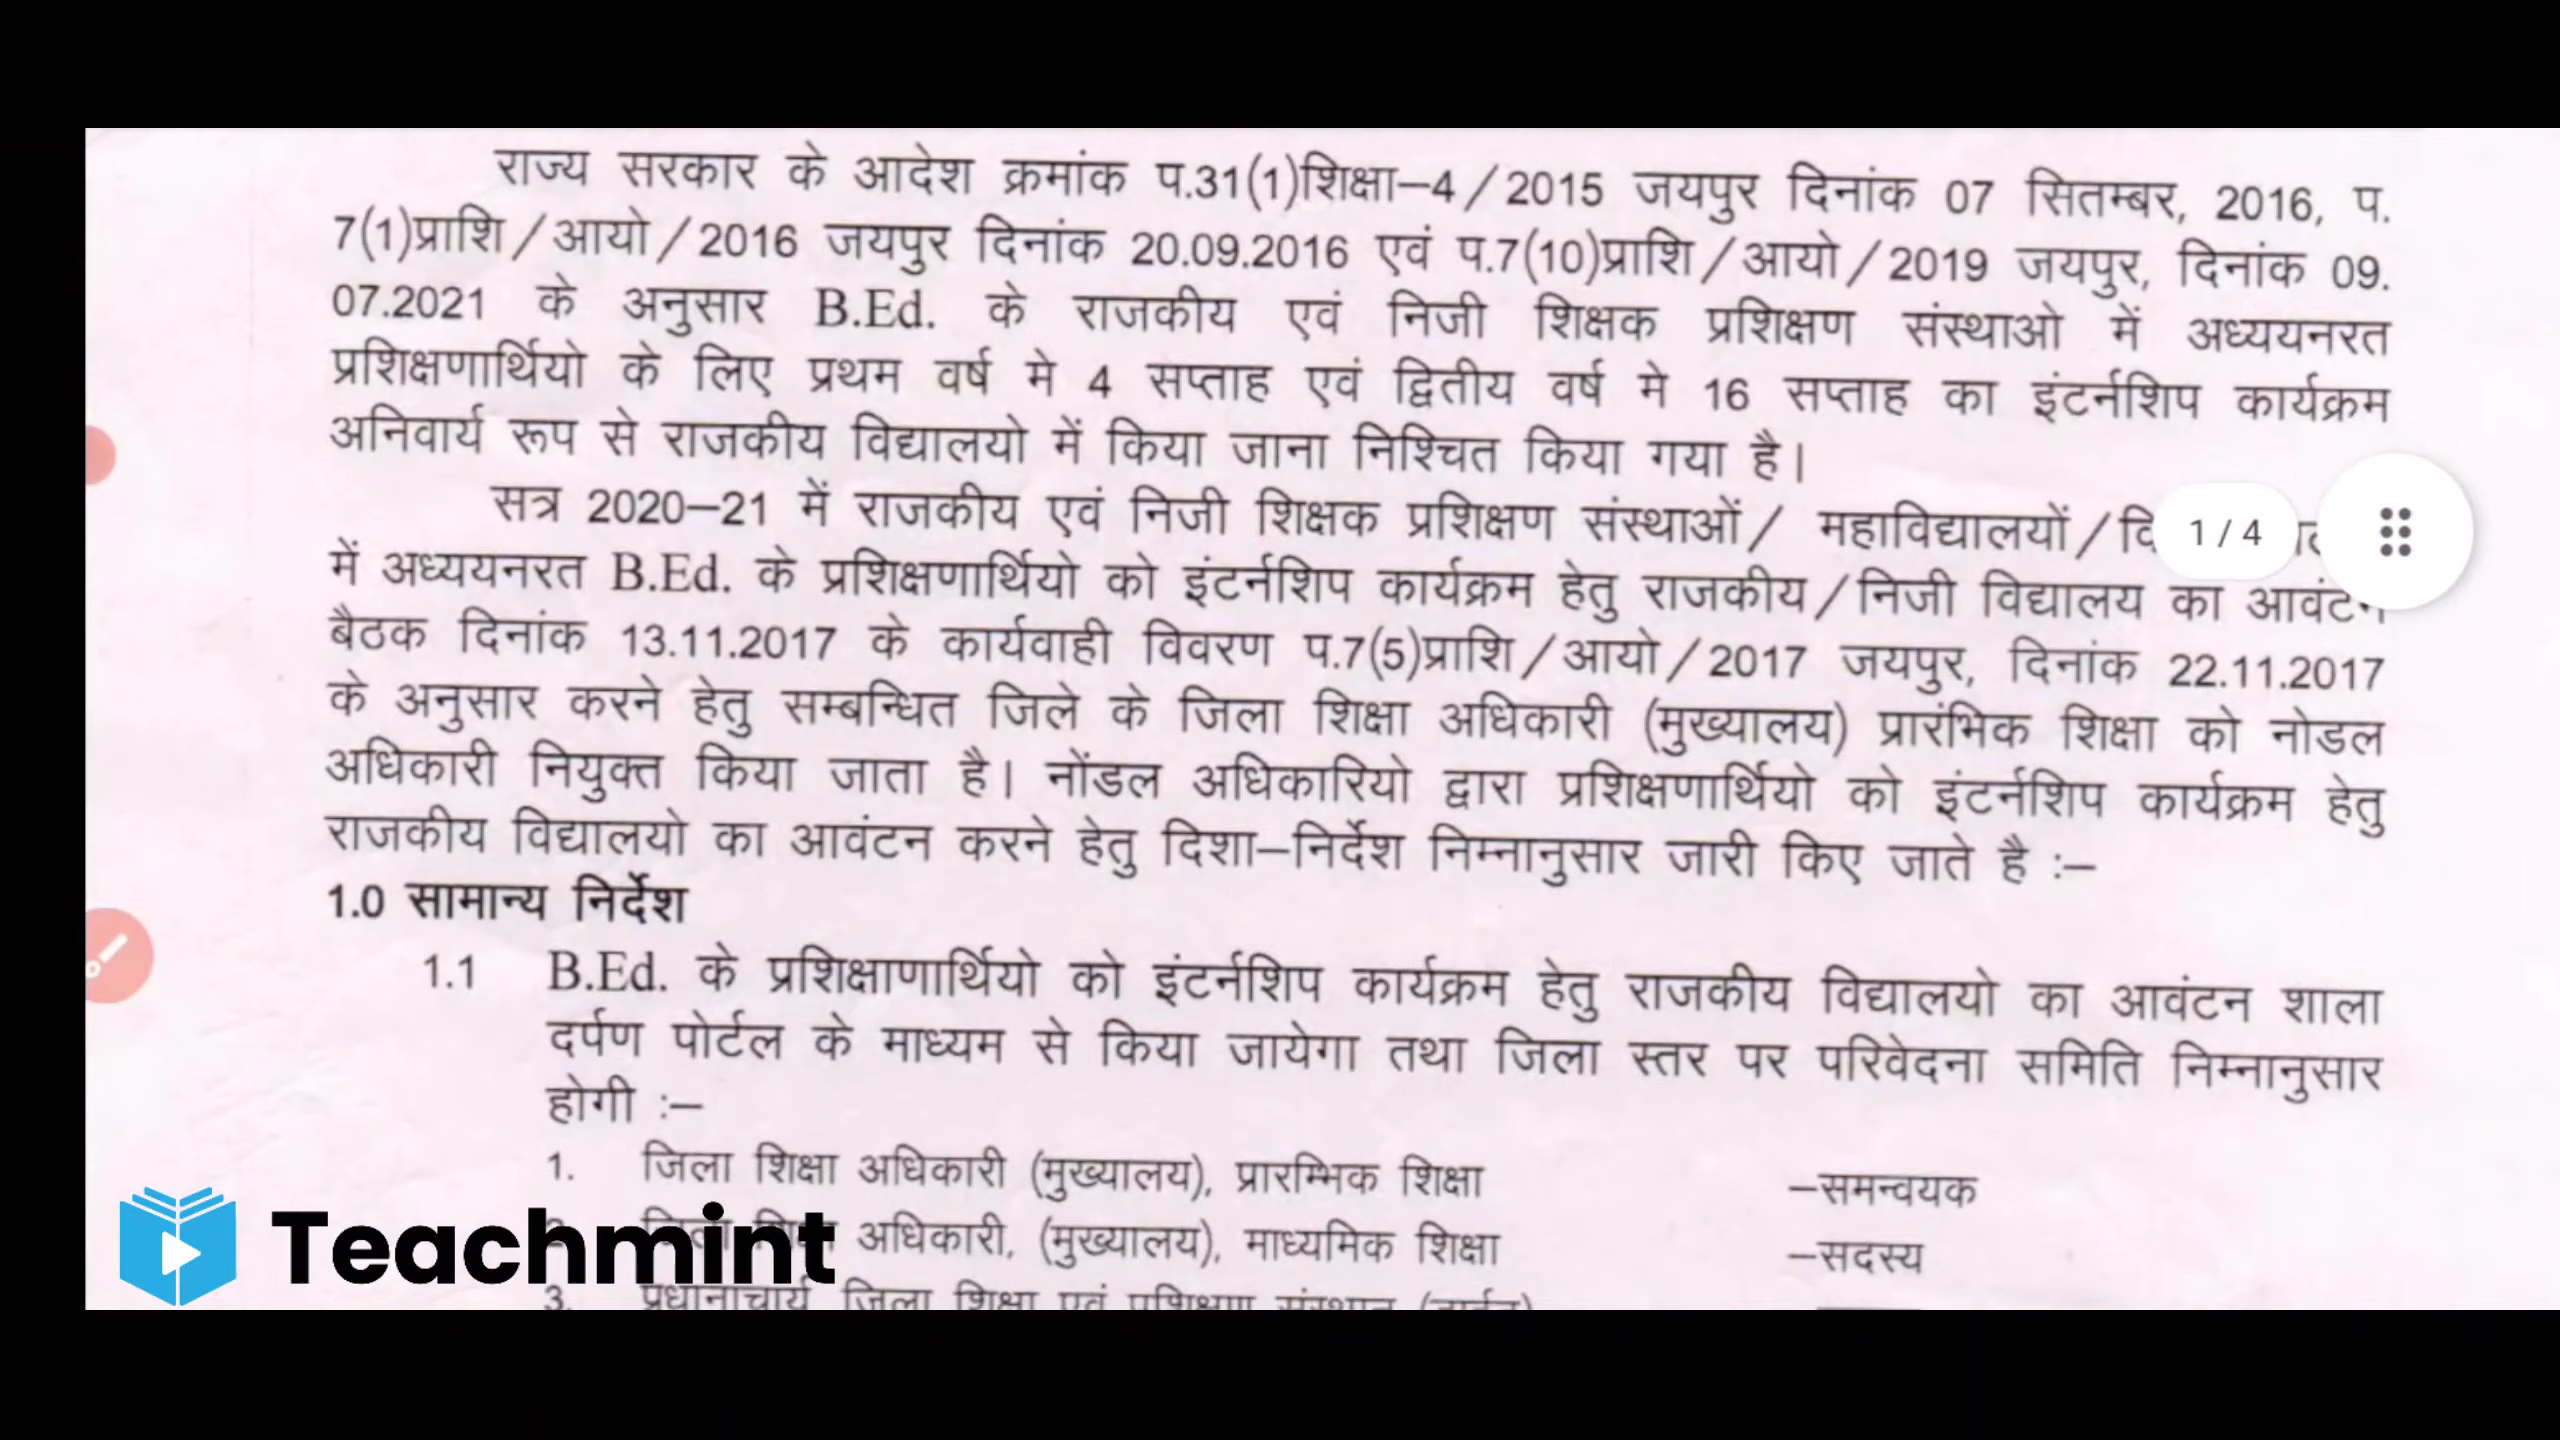 राज्य सरकार के आदेश क्रमांक प.31(1)शिक्षा–4/2015 जयपुर दिनांक 07 सितम्बर, 2016, प.
7(1)प्राशि/आयो/2016 जयपुर दिनांक 20.09.2016 एवं प.7(10)प्राशि/आयो/2019 जयपुर, दिनांक 09.
07.2021 के अनुसार B.Ed. के राजकीय एवं निजी शिक्षक प्रशिक्षण संस्थाओ में अध्ययनरत
प्रशिक्षणार्थियो के लिए प्रथम वर्ष मे 4 सप्ताह एवं द्वितीय वर्ष मे 16 सप्ताह का इंटर्नशिप कार्यक्रम
अनिवार्य रूप से राजकीय विद्यालयो में किया जाना निश्चित किया गया है।
सत्र 2020–21 में राजकीय एवं निजी शिक्षक प्रशिक्षण संस्थाओं/ महाविद्यालयों/
1 / 4
में अध्ययनरत B.Ed. के प्रशिक्षणार्थियो को इंटर्नशिप कार्यक्रम हेतु राजकीय/निजी विद्यालय का आवंटन
बैठक दिनांक 13.11.2017 के कार्यवाही विवरण प.7(5)प्राशि/आयो/2017 जयपुर, दिनांक 22.11.2017
के अनुसार करने हेतु सम्बन्धित जिले के जिला शिक्षा अधिकारी (मुख्यालय) प्रारंभिक शिक्षा को नोडल
अधिकारी नियुक्त किया जाता है। नोंडल अधिकारियो द्वारा प्रशिक्षणार्थियो को इंटर्नशिप कार्यक्रम हेतु
राजकीय विद्यालयो का आवंटन करने हेतु दिशा–निर्देश निम्नानुसार जारी किए जाते है :–
1.0 सामान्य निर्देश
1.1 B.Ed. के प्रशिक्षाणार्थियो को इंटर्नशिप कार्यक्रम हेतु राजकीय विद्यालयो का आवंटन शाला
दर्पण पोर्टल के माध्यम से किया जायेगा तथा जिला स्तर पर परिवेदना समिति निम्नानुसार
होगी :–
1. जिला शिक्षा अधिकारी (मुख्यालय), प्रारम्भिक शिक्षा –समन्वयक
अधिकारी, (मुख्यालय), माध्यमिक शिक्षा –सदस्य
3. प्रधानाचार्य जिला शिक्षा एवं प्रशिक्षण संस्थान
Teachmint